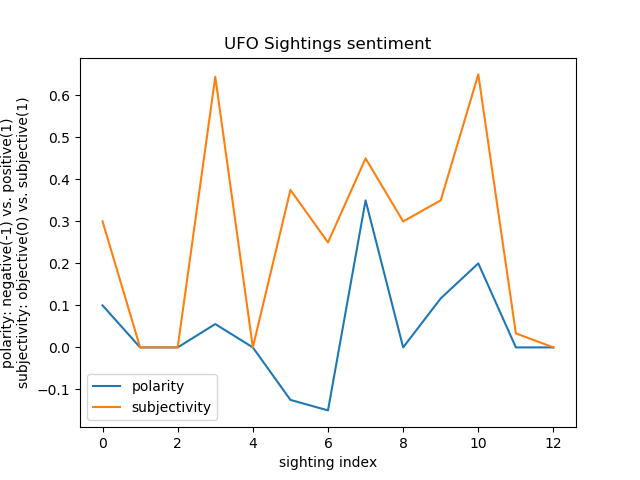 UFO Sightings sentiment
polarity: negative(-1) vs. positive(1)
subjectivity: objective(0) vs. subjective(1)
0.6
0.5
0.4
0.3
0.2
0.1
0.0
−0.1
polarity
subjectivity
0 2 4 6 8 10 12
sighting index